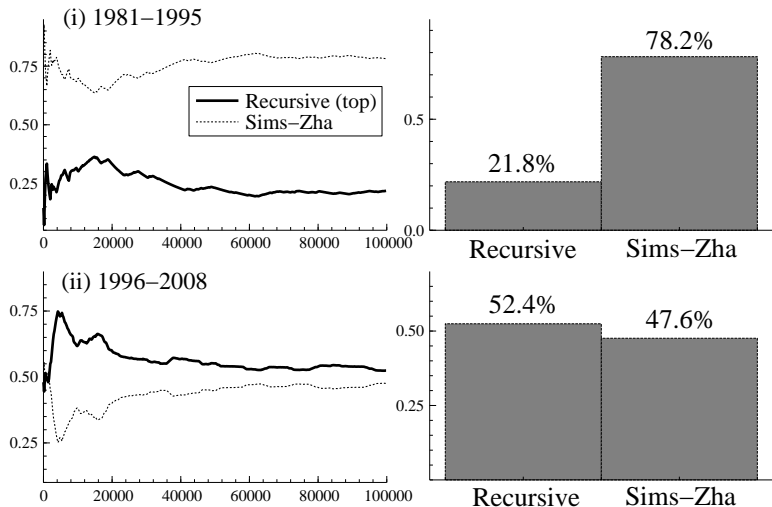 (i) 1981−1995
0.75
0.50
0.25
Recursive (top)
Sims−Zha
0 20000 40000 60000 80000 100000
78.2%
21.8%
0.5
0.0
Recursive Sims−Zha
(ii) 1996−2008
0.75
0.50
0.25
0 20000 40000 60000 80000 100000
52.4%
47.6%
0.50
0.25
Recursive Sims−Zha